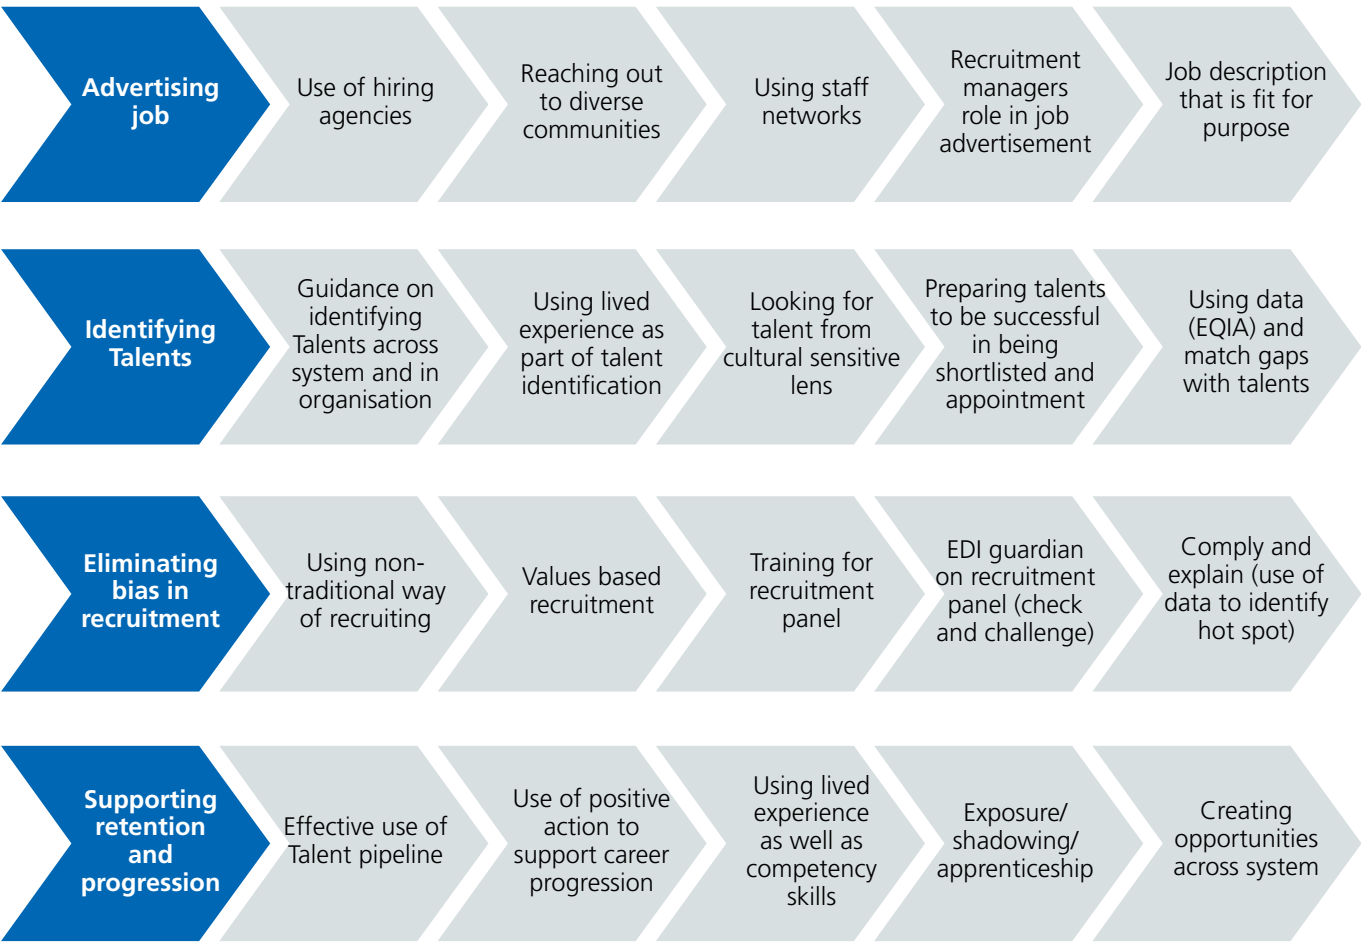 Advertising
job
Use of hiring
agencies
Reaching out
to diverse
communities
Using staff
networks
Recruitment
managers
role in job
advertisement
Job description
that is fit for
purpose
Identifying
Talents
Guidance on
identifying
Talents across
system and in
organisation
Using lived
experience as
part of talent
identification
Looking for
talent from
cultural sensitive
lens
Preparing talents
to be successful
in being
shortlisted and
appointment
Using data
(EQIA) and
match gaps
with talents
Eliminating
bias in
recruitment
Using non-
traditional way
of recruiting
Values based
recruitment
Training for
recruitment
panel
EDI guardian
on recruitment
panel (check
and challenge)
Comply and
explain (use of
data to identify
hot spot)
Supporting
retention
and
progression
Effective use of
Talent pipeline
Use of positive
action to
support career
progression
Using lived
experience
as well as
competency
skills
Exposure/
shadowing/
apprenticeship
Creating
opportunities
across system